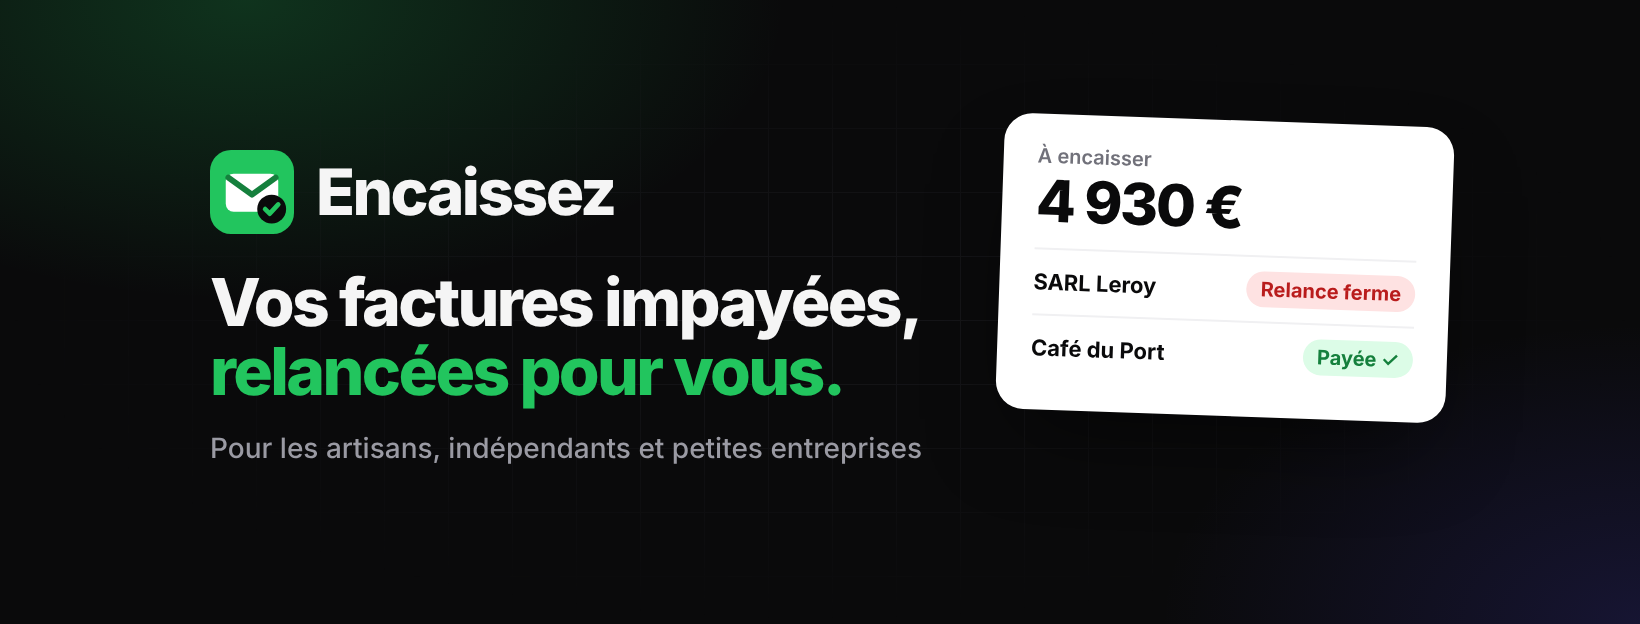 Encaissez
Vos factures impayées,
relancées pour vous.
Pour les artisans, indépendants et petites entreprises
À encaisser
4 930 €
SARL Leroy
Relance ferme
Café du Port
Payée ✓